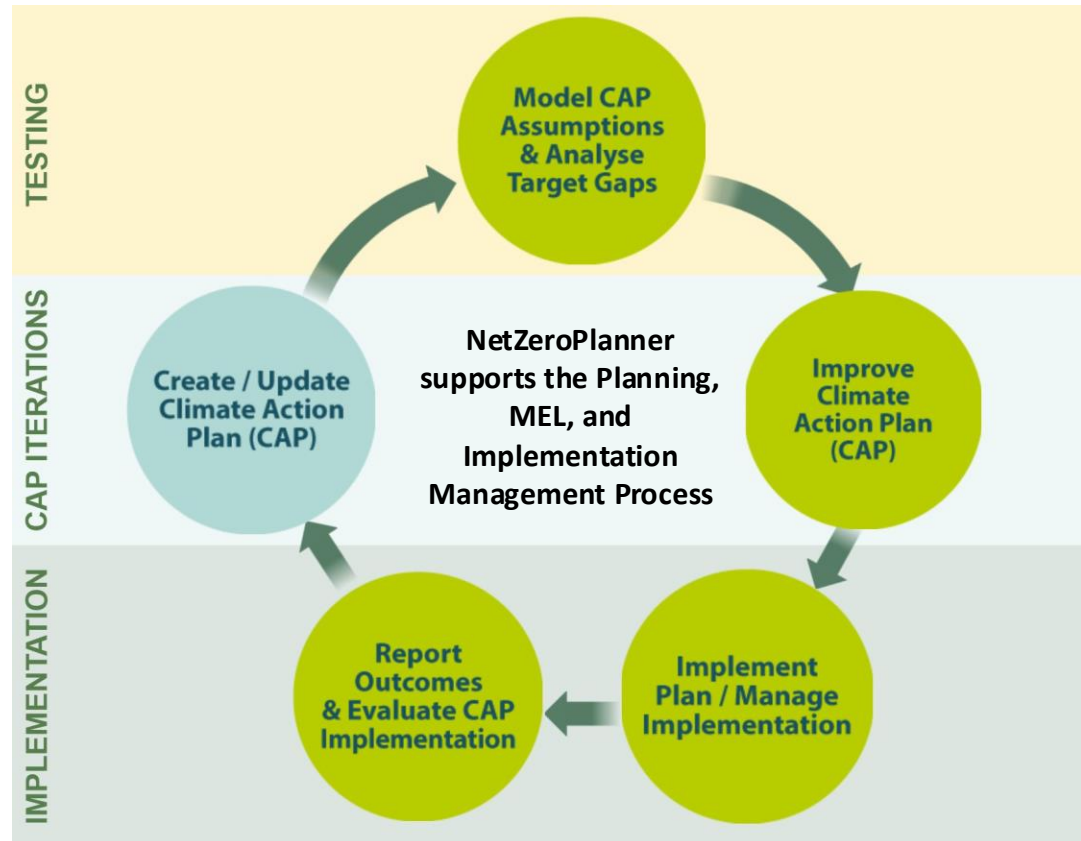 TESTING
Model CAP
Assumptions
& Analyse
Target Gaps
CAP ITERATIONS
Create / Update
Climate Action
Plan (CAP)
NetZeroPlanner
supports the Planning,
MEL, and
Implementation
Management Process
Improve
Climate
Action Plan
(CAP)
IMPLEMENTATION
Report
Outcomes
& Evaluate CAP
Implementation
Implement
Plan / Manage
Implementation